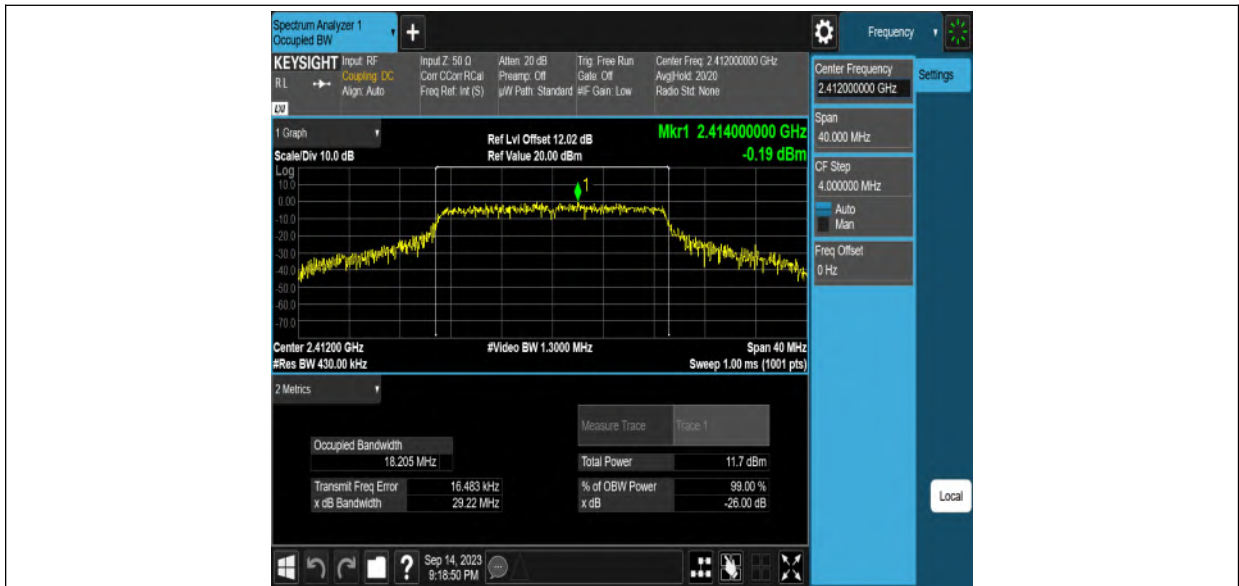 Spectrum Analyzer 1
Occupied BW
+
Frequency
KEYSIGHT Input: RF
R L
Coupling: DC
Align: Auto
LXI
Input Z: 50 Ω
Corr CCorr RCal
Freq Ref: Int (S)
Atten: 20 dB
Preamp: Off
µW Path: Standard
Trig: Free Run
Gate: Off
#IF Gain: Low
Center Freq: 2.412000000 GHz
Avg|Hold: 20/20
Radio Std: None
Center Frequency
2.412000000 GHz
Settings
Span
40.000 MHz
CF Step
4.000000 MHz
Auto
Man
Freq Offset
0 Hz
1 Graph
Scale/Div 10.0 dB
Ref Lvl Offset 12.02 dB
Ref Value 20.00 dBm
Mkr1 2.414000000 GHz
-0.19 dBm
Log
10.0
0.00
-10.0
-20.0
-30.0
-40.0
-50.0
-60.0
-70.0
1
Center 2.41200 GHz
#Res BW 430.00 kHz
#Video BW 1.3000 MHz
Span 40 MHz
Sweep 1.00 ms (1001 pts)
2 Metrics
Measure Trace Trace 1
Occupied Bandwidth
18.205 MHz
Total Power 11.7 dBm
Transmit Freq Error 16.483 kHz
% of OBW Power 99.00 %
x dB Bandwidth 29.22 MHz
x dB -26.00 dB
Local
?
Sep 14, 2023
9:18:50 PM